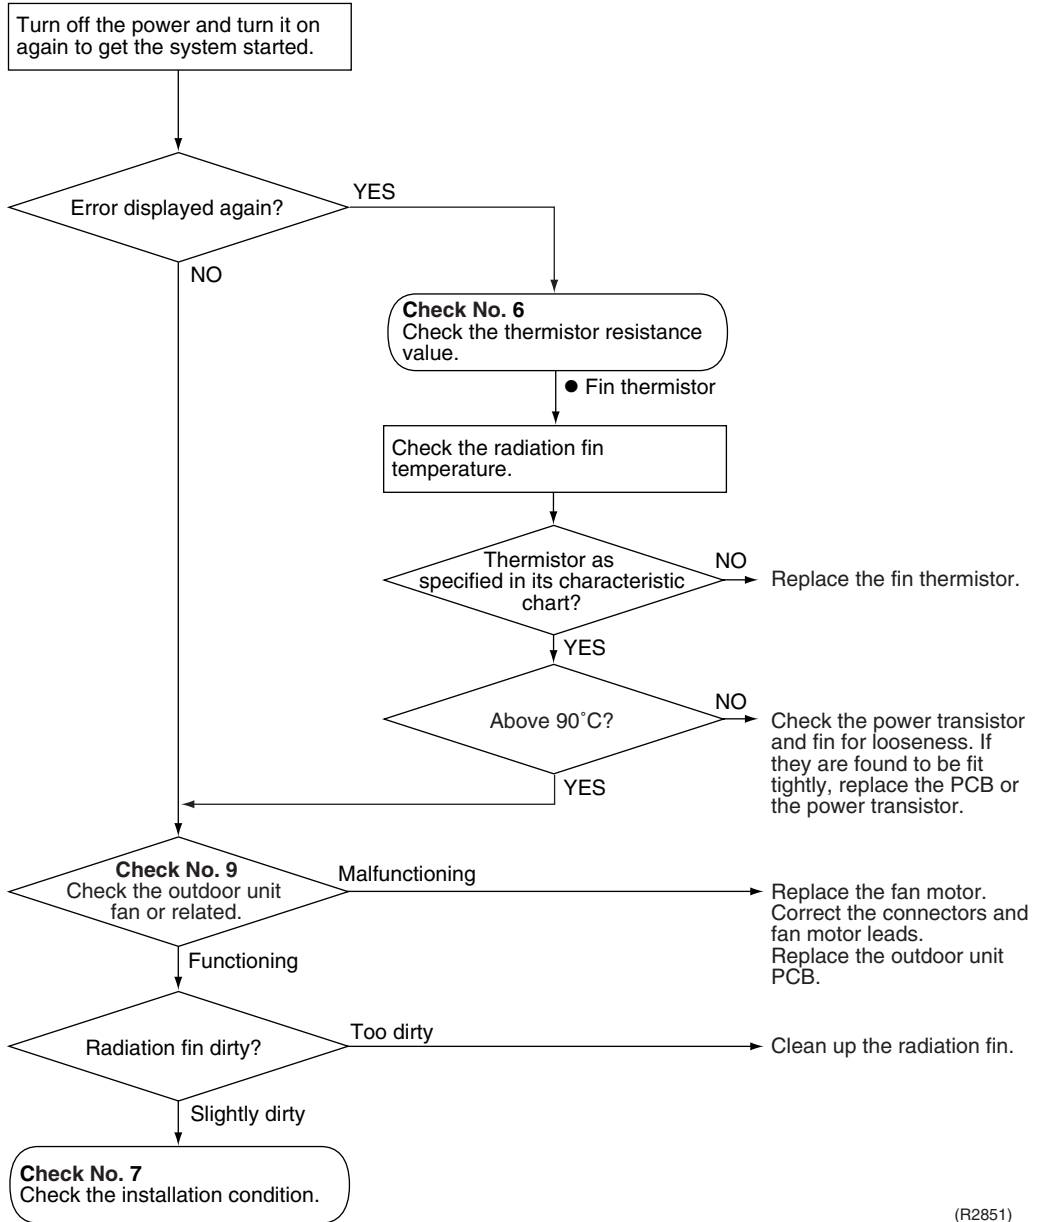 Turn off the power and turn it on
again to get the system started.
Error displayed again?
YES
NO
Check No. 6
Check the thermistor resistance
value.
● Fin thermistor
Check the radiation fin
temperature.
Thermistor as
specified in its characteristic
chart?
NO
Replace the fin thermistor.
YES
Above 90˚C?
NO
Check the power transistor
and fin for looseness. If
they are found to be fit
tightly, replace the PCB or
the power transistor.
YES
Check No. 9
Check the outdoor unit
fan or related.
Malfunctioning
Replace the fan motor.
Correct the connectors and
fan motor leads.
Replace the outdoor unit
PCB.
Functioning
Radiation fin dirty?
Too dirty
Clean up the radiation fin.
Slightly dirty
Check No. 7
Check the installation condition.
(R2851)